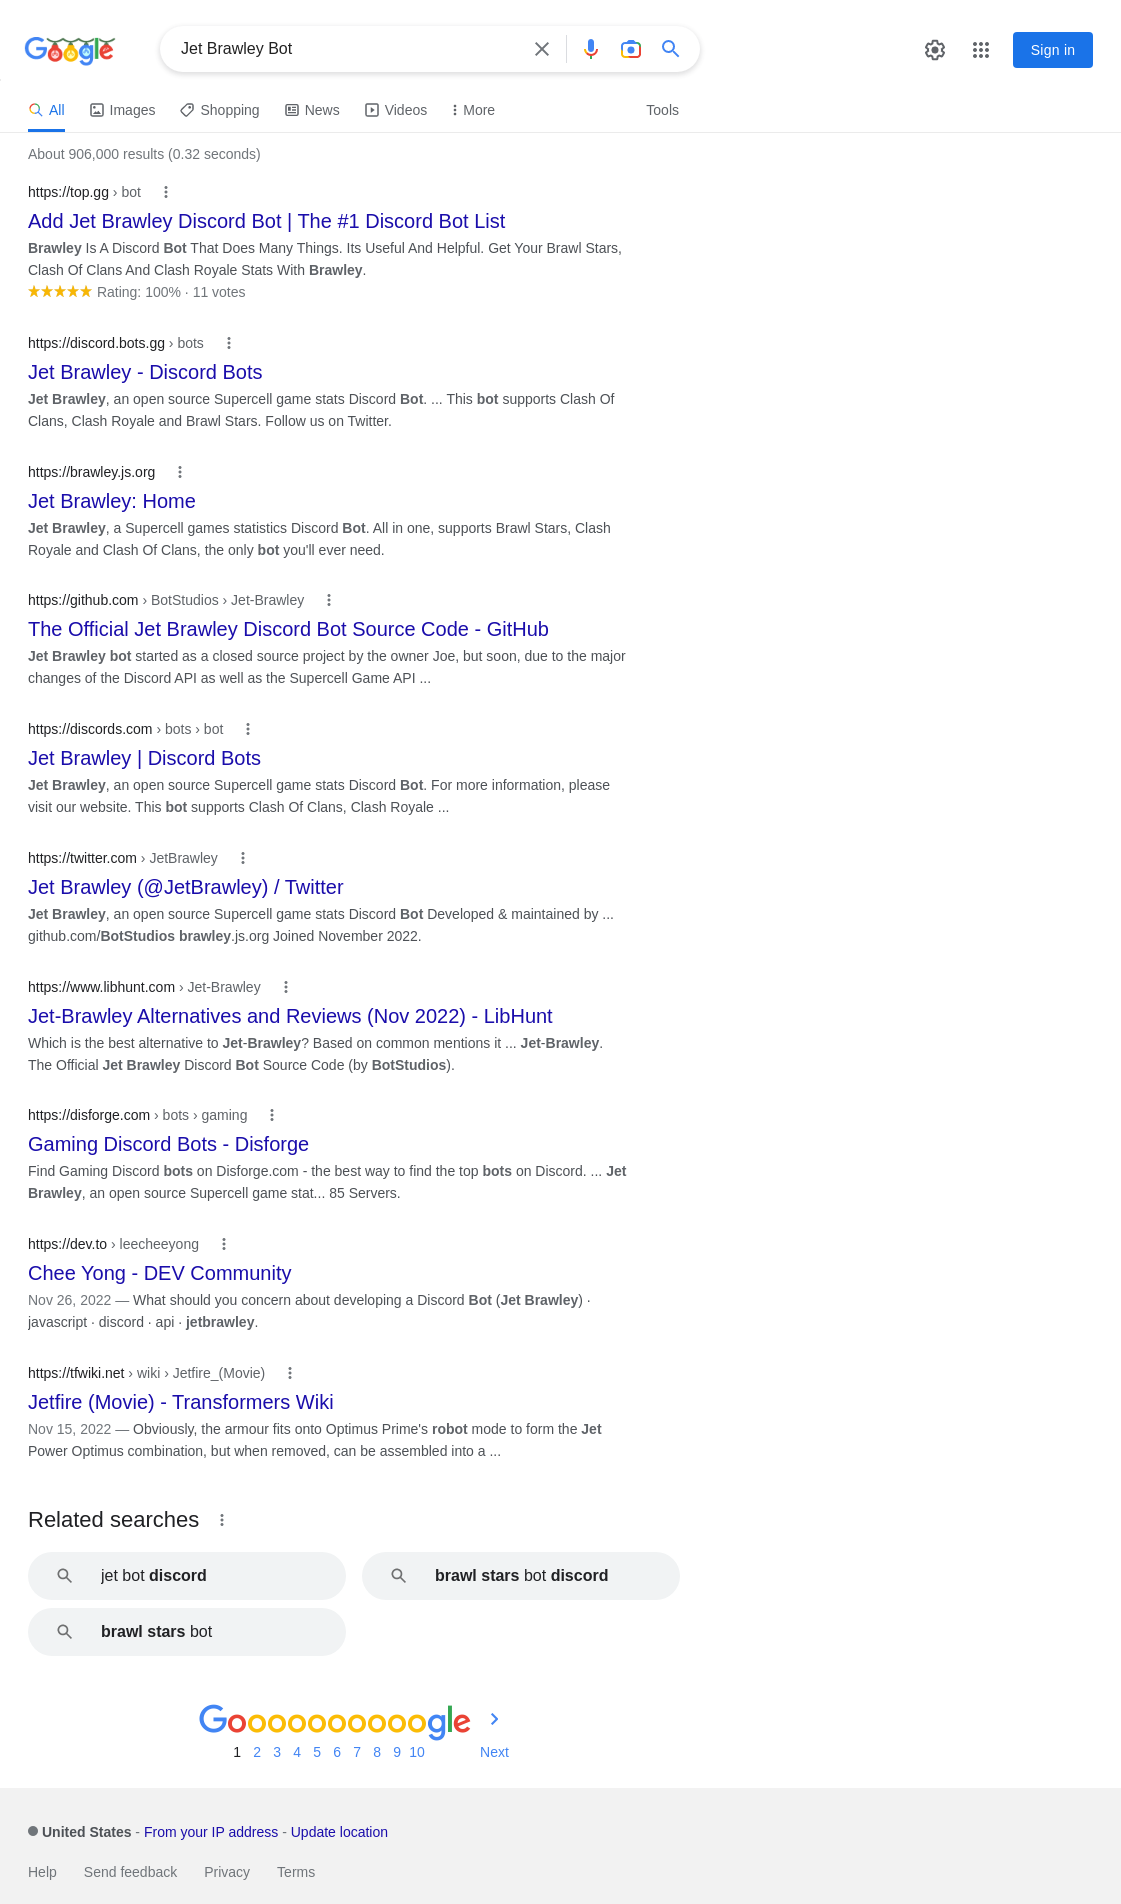 Google
Jet Brawley Bot
Sign in
All
Images
Shopping
News
Videos
More
Tools
About 906,000 results (0.32 seconds)
https://top.gg › bot
Add Jet Brawley Discord Bot | The #1 Discord Bot List
Brawley Is A Discord Bot That Does Many Things. Its Useful And Helpful. Get Your Brawl Stars,
Clash Of Clans And Clash Royale Stats With Brawley.
Rating: 100% · 11 votes
https://discord.bots.gg › bots
Jet Brawley - Discord Bots
Jet Brawley, an open source Supercell game stats Discord Bot. ... This bot supports Clash Of
Clans, Clash Royale and Brawl Stars. Follow us on Twitter.
https://brawley.js.org
Jet Brawley: Home
Jet Brawley, a Supercell games statistics Discord Bot. All in one, supports Brawl Stars, Clash
Royale and Clash Of Clans, the only bot you'll ever need.
https://github.com › BotStudios › Jet-Brawley
The Official Jet Brawley Discord Bot Source Code - GitHub
Jet Brawley bot started as a closed source project by the owner Joe, but soon, due to the major
changes of the Discord API as well as the Supercell Game API ...
https://discords.com › bots › bot
Jet Brawley | Discord Bots
Jet Brawley, an open source Supercell game stats Discord Bot. For more information, please
visit our website. This bot supports Clash Of Clans, Clash Royale ...
https://twitter.com › JetBrawley
Jet Brawley (@JetBrawley) / Twitter
Jet Brawley, an open source Supercell game stats Discord Bot Developed & maintained by ...
github.com/BotStudios brawley.js.org Joined November 2022.
https://www.libhunt.com › Jet-Brawley
Jet-Brawley Alternatives and Reviews (Nov 2022) - LibHunt
Which is the best alternative to Jet-Brawley? Based on common mentions it ... Jet-Brawley.
The Official Jet Brawley Discord Bot Source Code (by BotStudios).
https://disforge.com › bots › gaming
Gaming Discord Bots - Disforge
Find Gaming Discord bots on Disforge.com - the best way to find the top bots on Discord. ... Jet
Brawley, an open source Supercell game stat... 85 Servers.
https://dev.to › leecheeyong
Chee Yong - DEV Community
Nov 26, 2022 — What should you concern about developing a Discord Bot (Jet Brawley) ·
javascript · discord · api · jetbrawley.
https://tfwiki.net › wiki › Jetfire_(Movie)
Jetfire (Movie) - Transformers Wiki
Nov 15, 2022 — Obviously, the armour fits onto Optimus Prime's robot mode to form the Jet
Power Optimus combination, but when removed, can be assembled into a ...
Related searches
jet bot discord
brawl stars bot discord
brawl stars bot
Goooooooooogle
1 2 3 4 5 6 7 8 9 10 Next
United States - From your IP address - Update location
Help Send feedback Privacy Terms